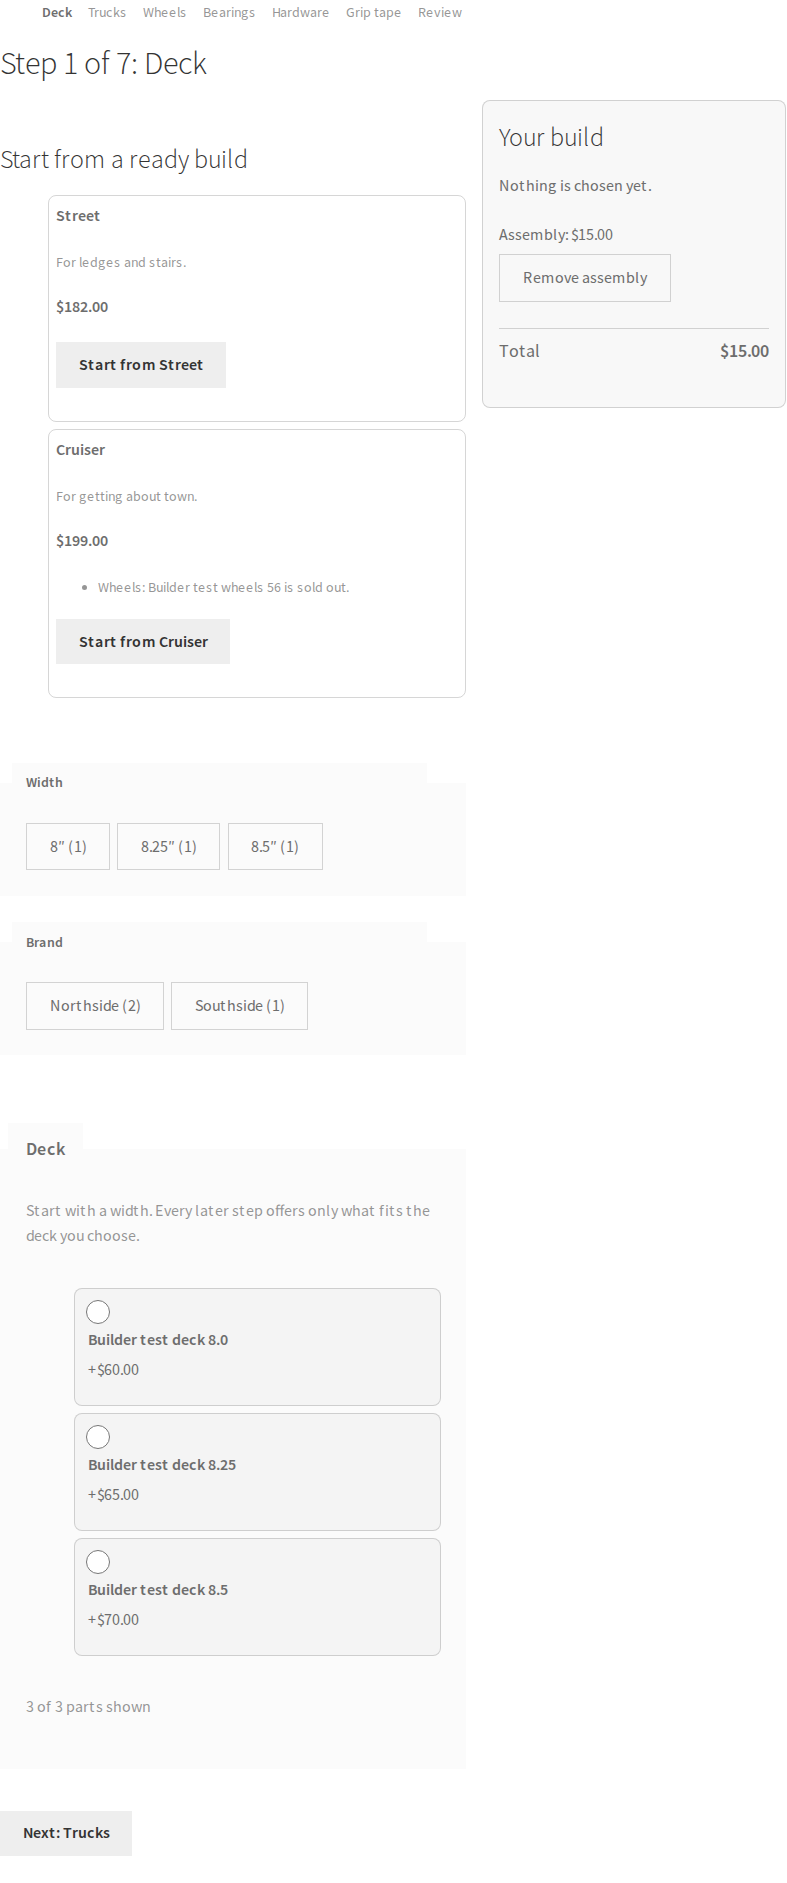 Deck Trucks Wheels Bearings Hardware Grip tape Review
Step 1 of 7: Deck
Start from a ready build
Street
For ledges and stairs.
$182.00
Start from Street
Cruiser
For getting about town.
$199.00
Wheels: Builder test wheels 56 is sold out.
Start from Cruiser
Your build
Nothing is chosen yet.
Assembly: $15.00
Remove assembly
Total $15.00
Width
8″ (1) 8.25″ (1) 8.5″ (1)
Brand
Northside (2) Southside (1)
Deck
Start with a width. Every later step offers only what fits the
deck you choose.
Builder test deck 8.0
+$60.00
Builder test deck 8.25
+$65.00
Builder test deck 8.5
+$70.00
3 of 3 parts shown
Next: Trucks